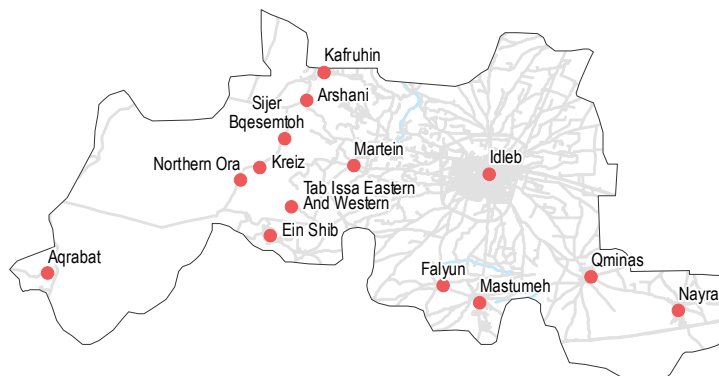 Kafruhin
Arshani
Sijer
Bqesemtoh
Martein
Idleb
Northern Ora
Kreiz
Tab Issa Eastern
And Western
Ein Shib
Aqrabat
Falyun
Mastumeh
Qminas
Nayra